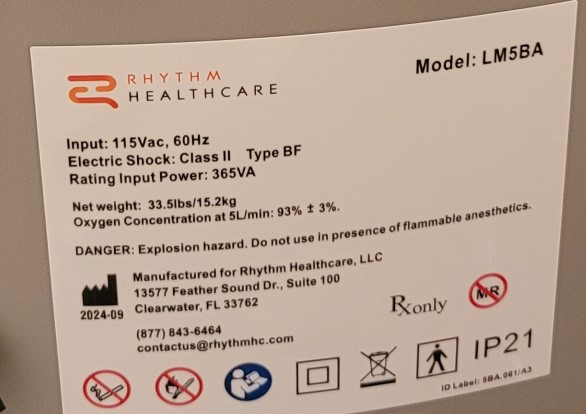 RHYTHM
HEALTHCARE
Model: LM5BA
Input: 115Vac, 60Hz
Electric Shock: Class II Type BF
Rating Input Power: 365VA
Net weight: 33.5lbs/15.2kg
Oxygen Concentration at 5L/min: 93% ± 3%.
DANGER: Explosion hazard. Do not use in presence of flammable anesthetics.
Manufactured for Rhythm Healthcare, LLC
13577 Feather Sound Dr., Suite 100
Clearwater, FL 33762
2024-09
(877) 843-6464
contactus@rhythmhc.com
Rx only
MR
IP21
ID Label: 5BA.061/A3